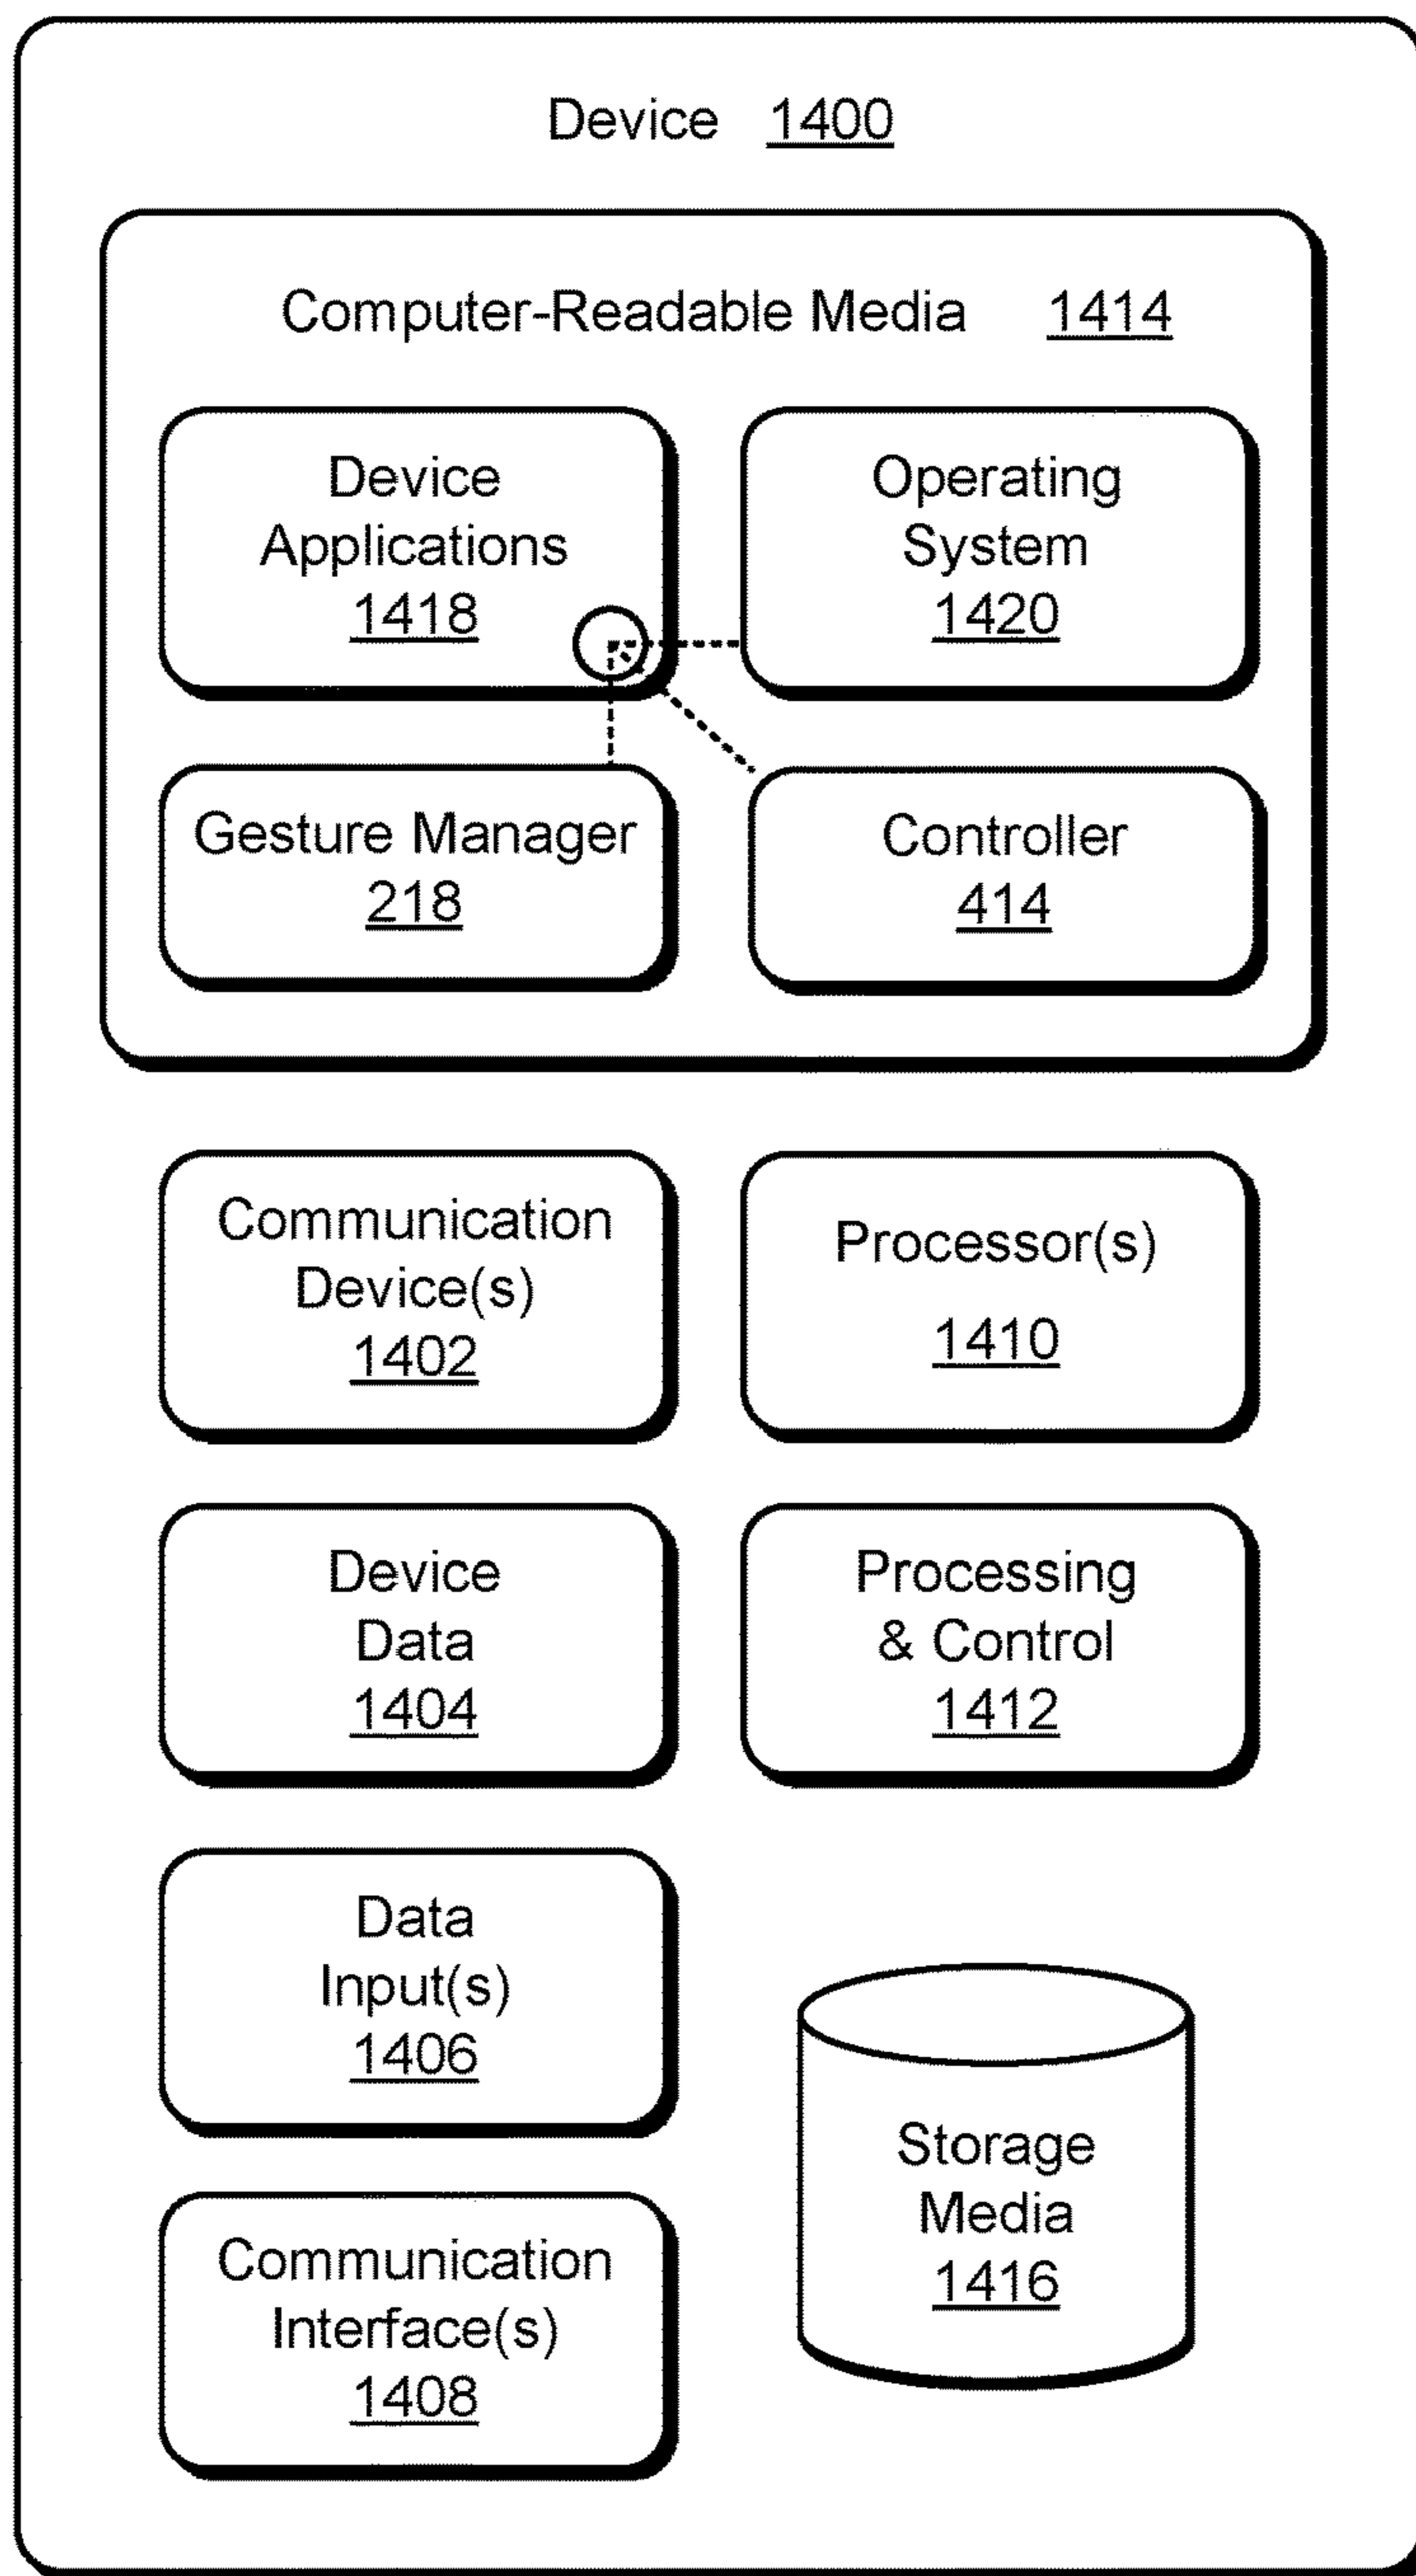 Device 1400
Computer-Readable Media 1414
Device
Applications
1418
Operating
System
1420
Gesture Manager
218
Controller
414
Communication
Device(s)
1402
Processor(s)
1410
Device
Data
1404
Processing
& Control
1412
Data
Input(s)
1406
Storage
Media
1416
Communication
Interface(s)
1408